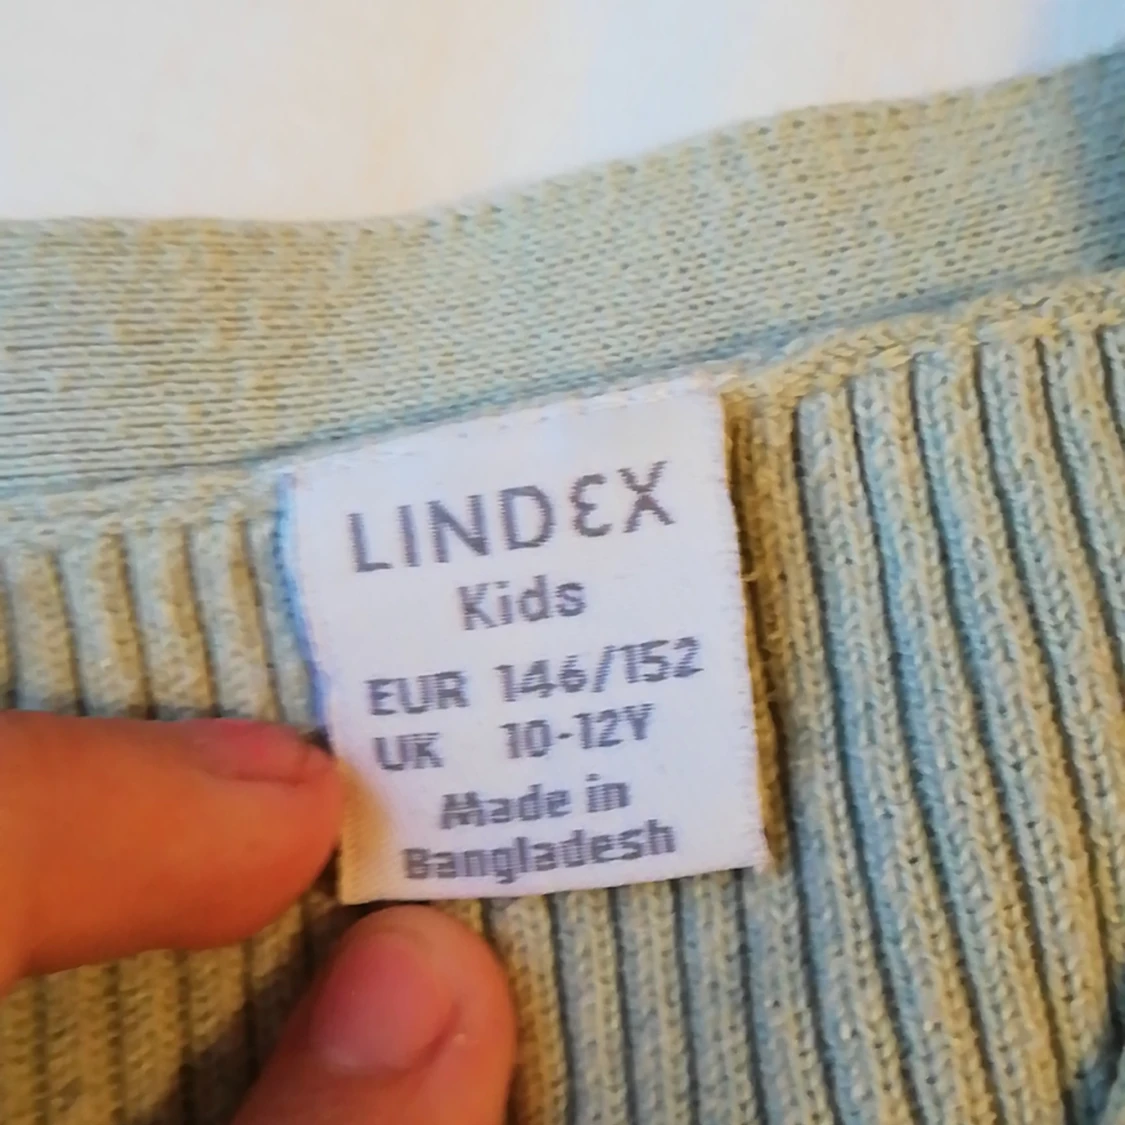 LINDEX
Kids
EUR 146/152
UK 10-12Y
Made in
Bangladesh